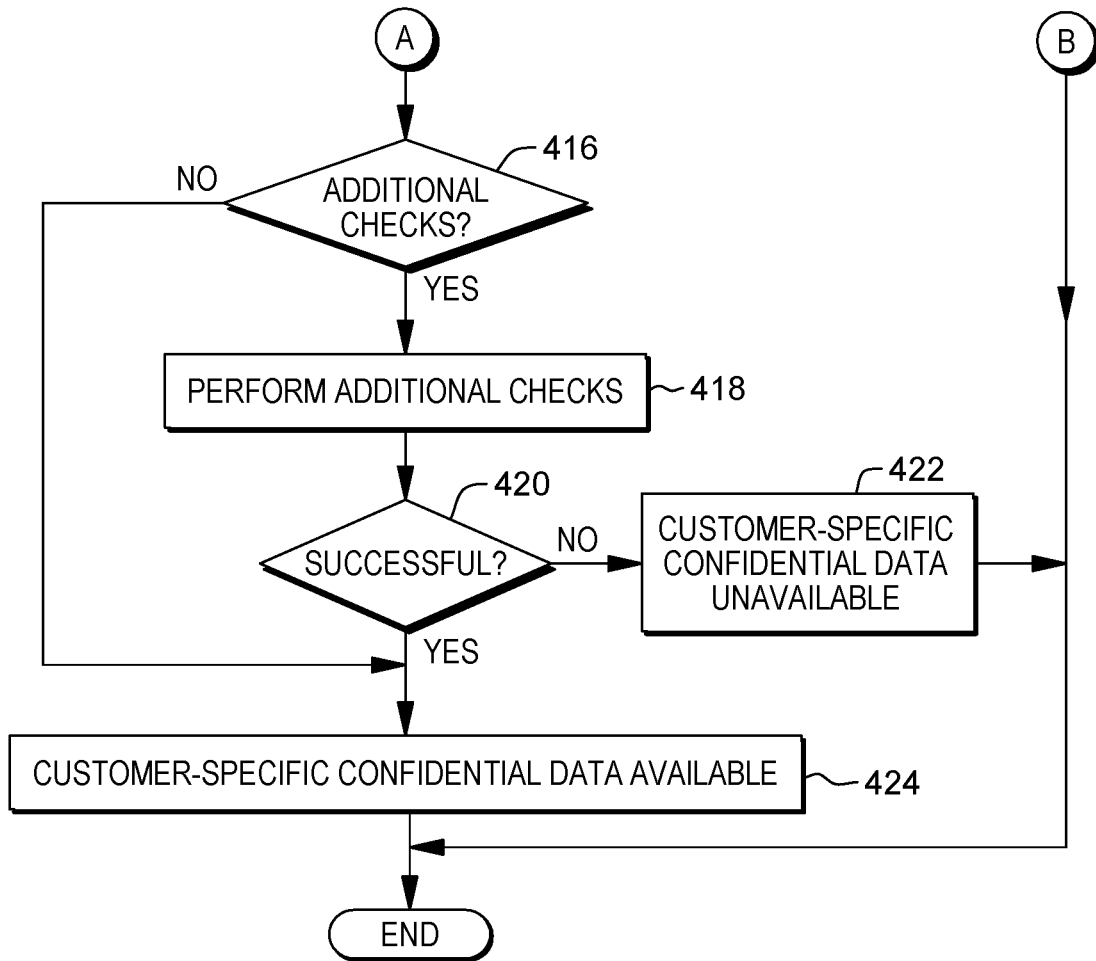 A
B
416
NO
ADDITIONAL
CHECKS?
YES
PERFORM ADDITIONAL CHECKS
418
420
422
SUCCESSFUL?
NO
CUSTOMER-SPECIFIC
CONFIDENTIAL DATA
UNAVAILABLE
YES
CUSTOMER-SPECIFIC CONFIDENTIAL DATA AVAILABLE
424
END